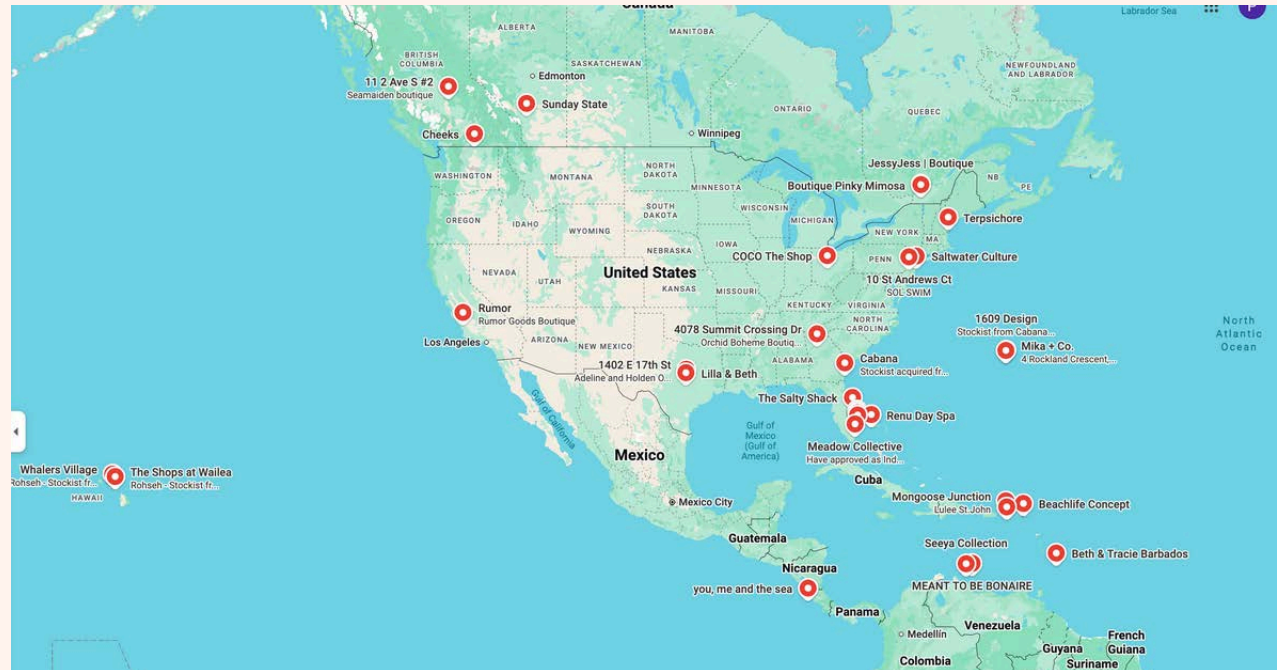 Canada
Labrador Sea
P
ALBERTA
MANITOBA
BRITISH
COLUMBIA
SASKATCHEWAN
NEWFOUNDLAND
AND LABRADOR
Edmonton
11 2 Ave S #2
Seamaiden boutique
Sunday State
ONTARIO
QUEBEC
Cheeks
Winnipeg
JessyJess | Boutique
NB
PE
Boutique Pinky Mimosa
WASHINGTON
MONTANA
NORTH
DAKOTA
MINNESOTA
Terpsichore
OREGON
IDAHO
SOUTH
DAKOTA
WISCONSIN
MICHIGAN
WYOMING
NEW YORK
MA
IOWA
NEBRASKA
COCO The Shop
PENN
Saltwater Culture
NEVADA
UTAH
United States
KANSAS
MISSOURI
10 St Andrews Ct
SOL SWIM
KENTUCKY
VIRGINIA
Rumor
Rumor Goods Boutique
NORTH
CAROLINA
4078 Summit Crossing Dr
Orchid Boheme Boutiq...
1609 Design
Stockist from Cabana...
North
Atlantic
Ocean
Los Angeles
ARIZONA
NEW MEXICO
Mika + Co.
4 Rockland Crescent,...
ALABAMA
Cabana
Stockist acquired fr...
1402 E 17th St
Adeline and Holden O...
Lilla & Beth
The Salty Shack
Gulf of
California
Renu Day Spa
Gulf of
Mexico
(Gulf of
America)
Meadow Collective
Have approved as Ind...
Mexico
Whalers Village
Rohseh - Stockist fr...
The Shops at Wailea
Rohseh - Stockist fr...
HAWAII
Cuba
Mexico City
Mongoose Junction
Lulee St John
Beachlife Concept
Guatemala
Seeya Collection
Beth & Tracie Barbados
Nicaragua
you, me and the sea
MEANT TO BE BONAIRE
Panama
Venezuela
Medellín
Guyana
French
Guiana
Colombia
Suriname